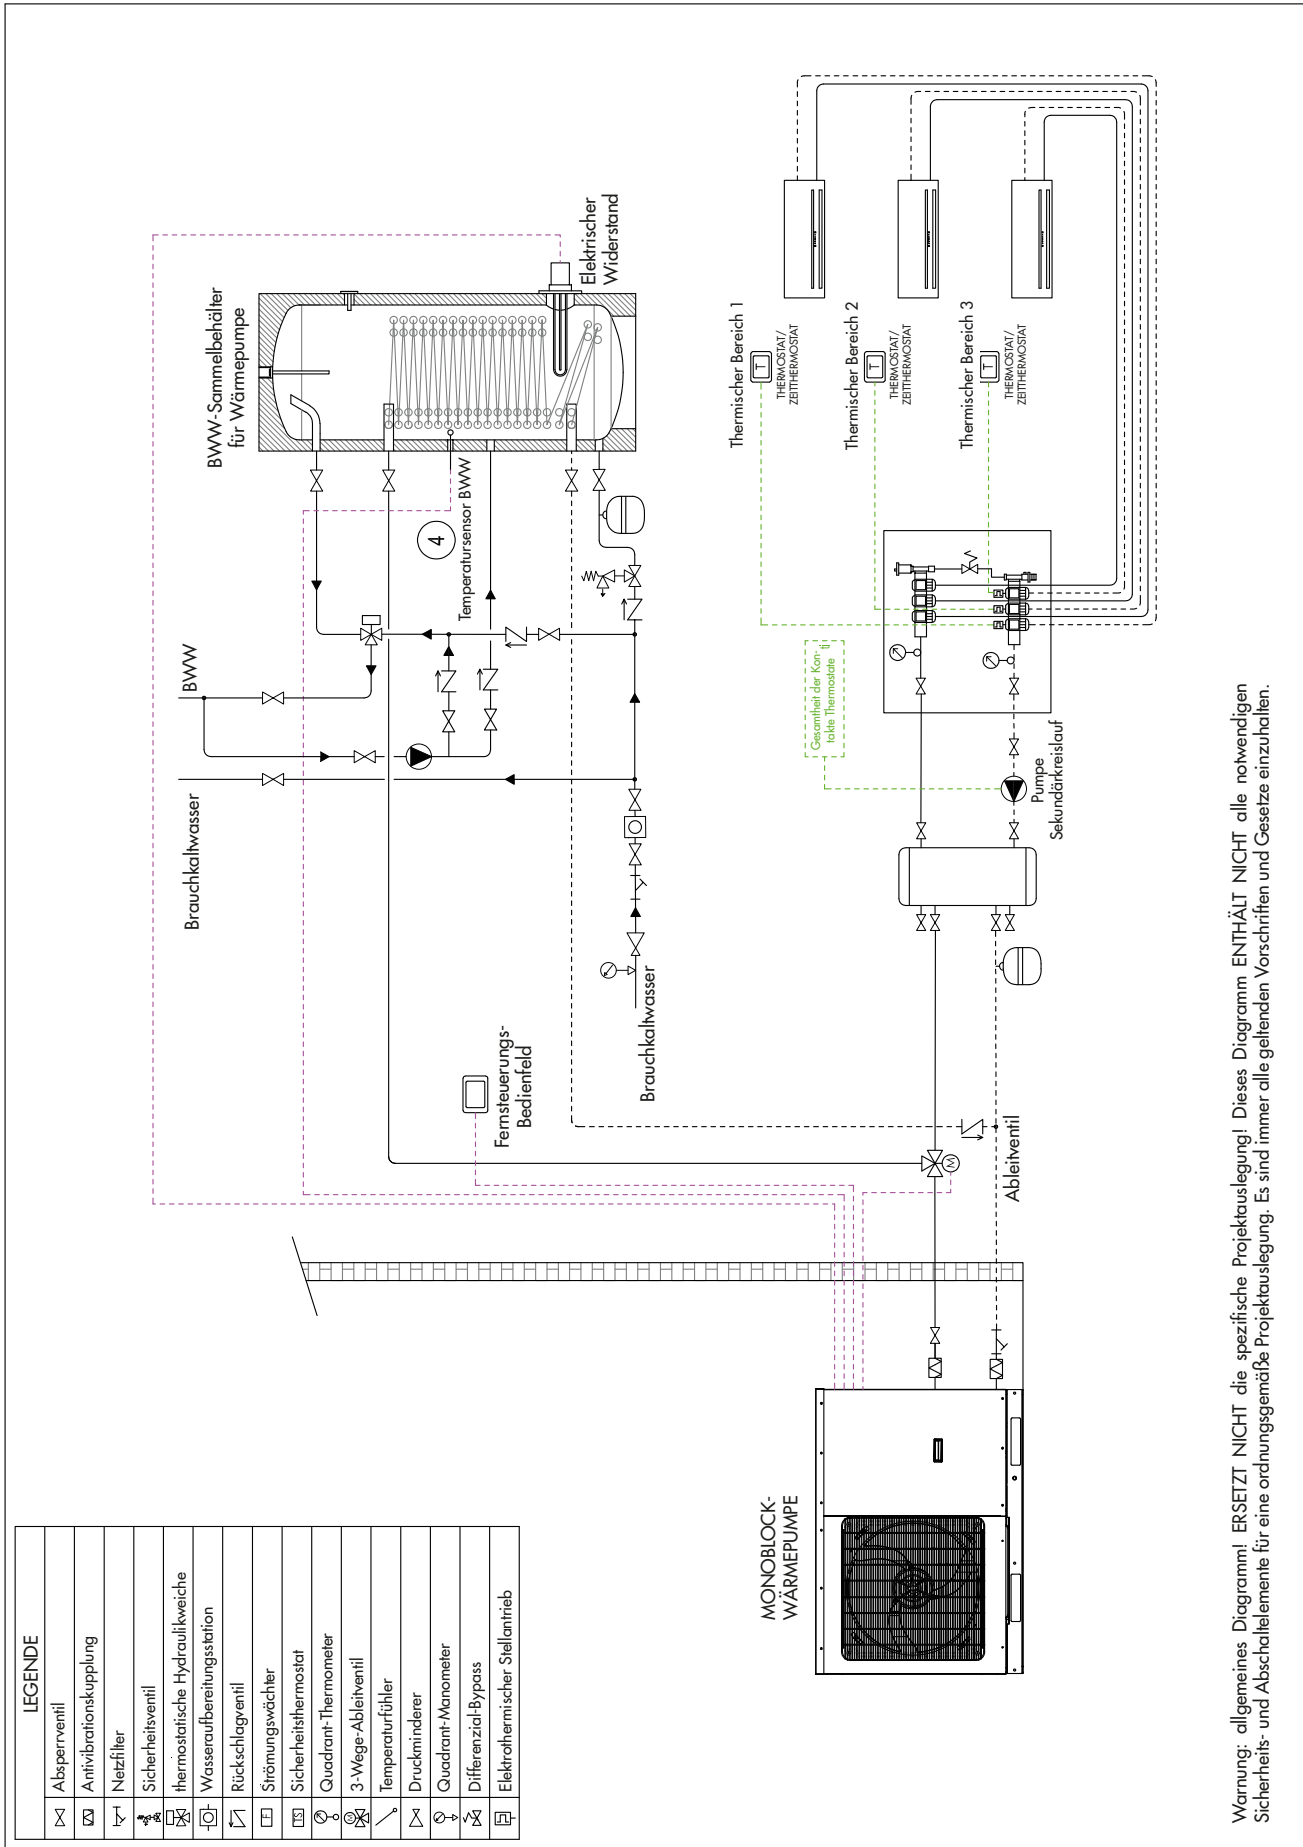 LEGENDE
Absperrventil
Antivibrationskupplung
Netzfilter
Sicherheitsventil
thermostatische Hydraulikweiche
Wasseraufbereitungsstation
Rückschlagventil
F
Strömungswächter
TS
Sicherheitsthermostat
Quadrant-Thermometer
M
3-Wege-Ableitventil
Temperaturfühler
Druckminderer
Quadrant-Manometer
Differenzial-Bypass
Elektrothermischer Stellantrieb
MONOBLOCK-
WÄRMEPUMPE
Fernsteuerungs-
Bedienfeld
Ableitventil
M
Brauchkaltwasser
Brauchkaltwasser
BWW
BWW-Sammelbehälter
für Wärmepumpe
4
Temperatursensor BWW
Elektrischer
Widerstand
Pumpe
Sekundärkreislauf
Gesamtheit der Kon-
takte Thermostate
ti
Thermischer Bereich 1
T
THERMOSTAT/
ZEITTHERMOSTAT
Thermischer Bereich 2
T
THERMOSTAT/
ZEITTHERMOSTAT
Thermischer Bereich 3
T
THERMOSTAT/
ZEITTHERMOSTAT
Warnung: allgemeines Diagramm! ERSETZT NICHT die spezifische Projektauslegung! Dieses Diagramm ENTHÄLT NICHT alle notwendigen
Sicherheits- und Abschaltelemente für eine ordnungsgemäße Projektauslegung. Es sind immer alle geltenden Vorschriften und Gesetze einzuhalten.